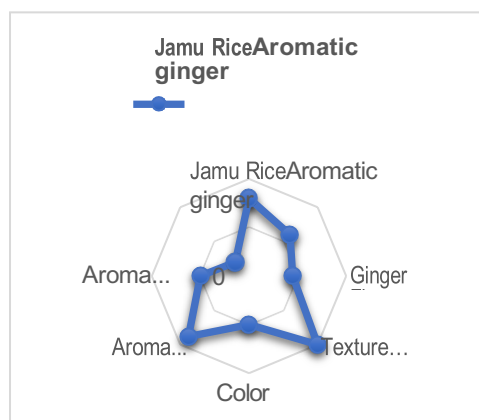 Jamu RiceAromatic
ginger
Jamu RiceAromatic
ginger
Aroma...
0
Ginger
Aroma...
Texture...
Color